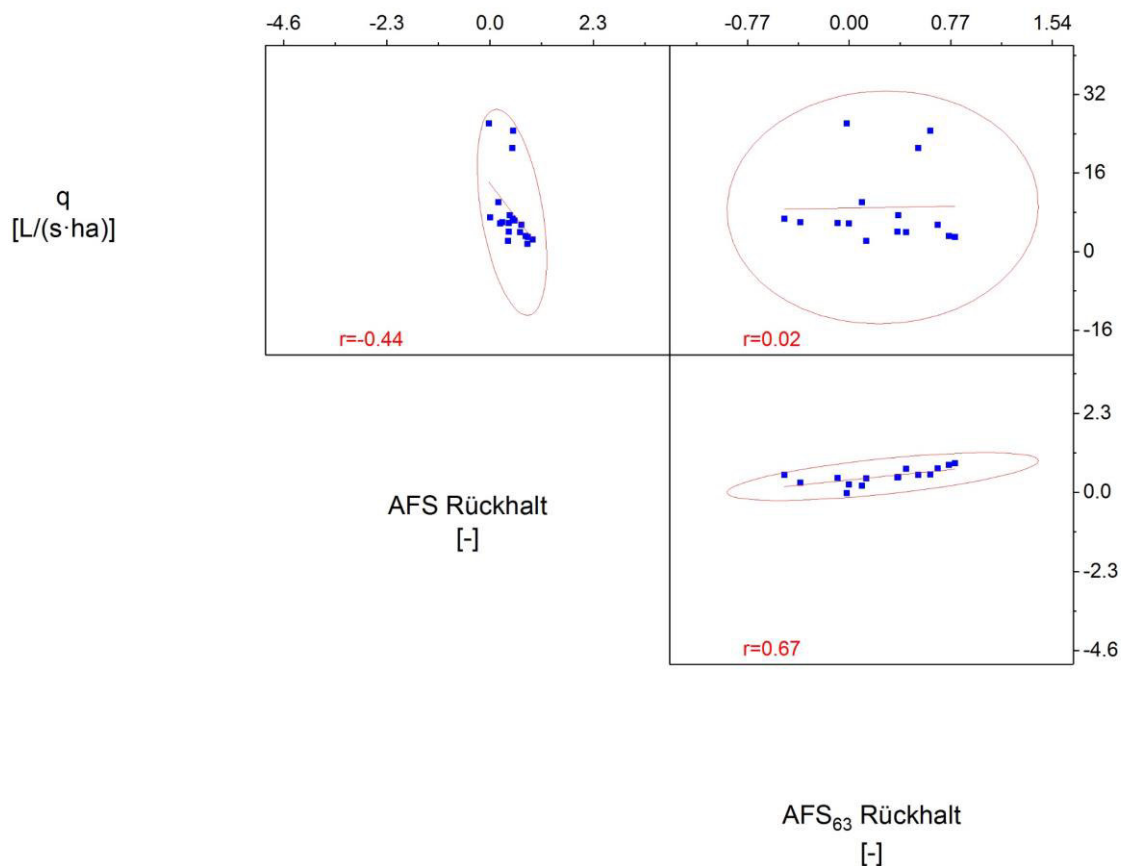 -4.6 -2.3 0.0 2.3 -0.77 0.00 0.77 1.54
32
16
q
[L/(s·ha)]
0
-16
r=-0.44 r=0.02
2.3
0.0
AFS Rückhalt
[-]
-2.3
r=0.67 -4.6
AFS₆₃ Rückhalt
[-]